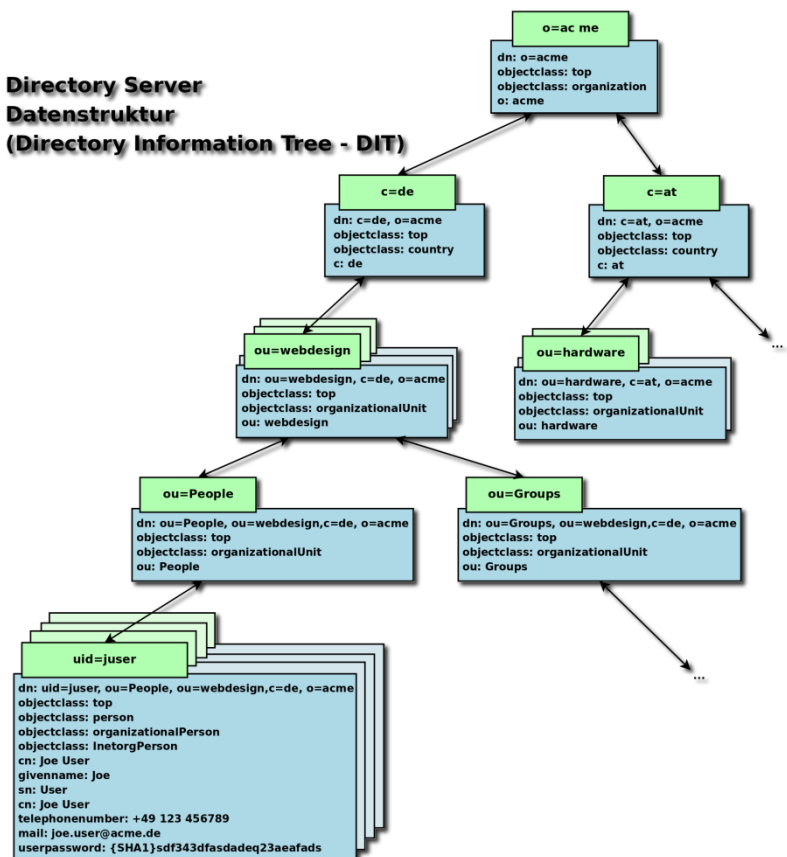 Directory Server
Datenstruktur
(Directory Information Tree - DIT)
o=ac me
dn: o=acme
objectclass: top
objectclass: organization
o: acme
c=de
dn: c=de, o=acme
objectclass: top
objectclass: country
c: de
c=at
dn: c=at, o=acme
objectclass: top
objectclass: country
c: at
...
ou=webdesign
dn: ou=webdesign, c=de, o=acme
objectclass: top
objectclass: organizationalUnit
ou: webdesign
ou=hardware
dn: ou=hardware, c=at, o=acme
objectclass: top
objectclass: organizationalUnit
ou: hardware
ou=People
dn: ou=People, ou=webdesign,c=de, o=acme
objectclass: top
objectclass: organizationalUnit
ou: People
ou=Groups
dn: ou=Groups, ou=webdesign,c=de, o=acme
objectclass: top
objectclass: organizationalUnit
ou: Groups
...
uid=juser
dn: uid=juser, ou=People, ou=webdesign,c=de, o=acme
objectclass: top
objectclass: person
objectclass: organizationalPerson
objectclass: InetorgPerson
cn: Joe User
givenname: Joe
sn: User
cn: Joe User
telephonenumber: +49 123 456789
mail: joe.user@acme.de
userpassword: {SHA1}sdf343dfasdadeq23aeafads